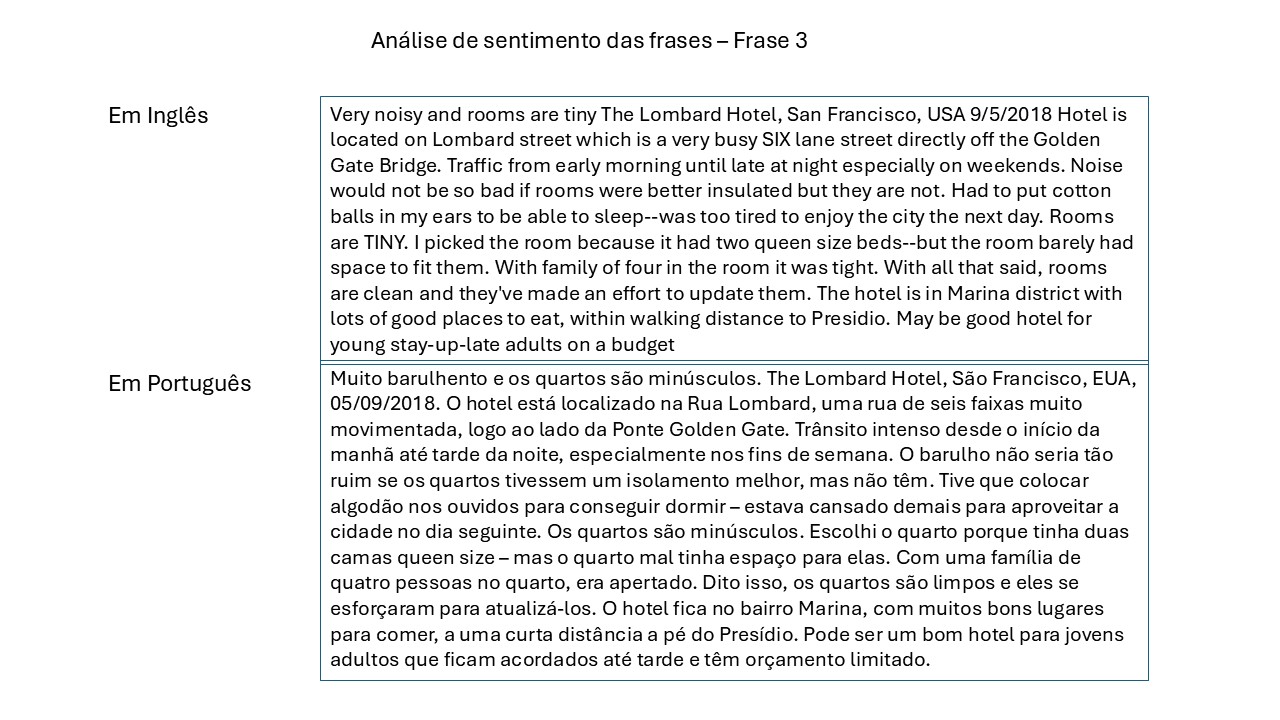 Análise de sentimento das frases – Frase 3
Em Inglês
Very noisy and rooms are tiny The Lombard Hotel, San Francisco, USA 9/5/2018 Hotel is
located on Lombard street which is a very busy SIX lane street directly off the Golden
Gate Bridge. Traffic from early morning until late at night especially on weekends. Noise
would not be so bad if rooms were better insulated but they are not. Had to put cotton
balls in my ears to be able to sleep--was too tired to enjoy the city the next day. Rooms
are TINY. I picked the room because it had two queen size beds--but the room barely had
space to fit them. With family of four in the room it was tight. With all that said, rooms
are clean and they've made an effort to update them. The hotel is in Marina district with
lots of good places to eat, within walking distance to Presidio. May be good hotel for
young stay-up-late adults on a budget
Em Português
Muito barulhento e os quartos são minúsculos. The Lombard Hotel, São Francisco, EUA,
05/09/2018. O hotel está localizado na Rua Lombard, uma rua de seis faixas muito
movimentada, logo ao lado da Ponte Golden Gate. Trânsito intenso desde o início da
manhã até tarde da noite, especialmente nos fins de semana. O barulho não seria tão
ruim se os quartos tivessem um isolamento melhor, mas não têm. Tive que colocar
algodão nos ouvidos para conseguir dormir – estava cansado demais para aproveitar a
cidade no dia seguinte. Os quartos são minúsculos. Escolhi o quarto porque tinha duas
camas queen size – mas o quarto mal tinha espaço para elas. Com uma família de
quatro pessoas no quarto, era apertado. Dito isso, os quartos são limpos e eles se
esforçaram para atualizá-los. O hotel fica no bairro Marina, com muitos bons lugares
para comer, a uma curta distância a pé do Presídio. Pode ser um bom hotel para jovens
adultos que ficam acordados até tarde e têm orçamento limitado.